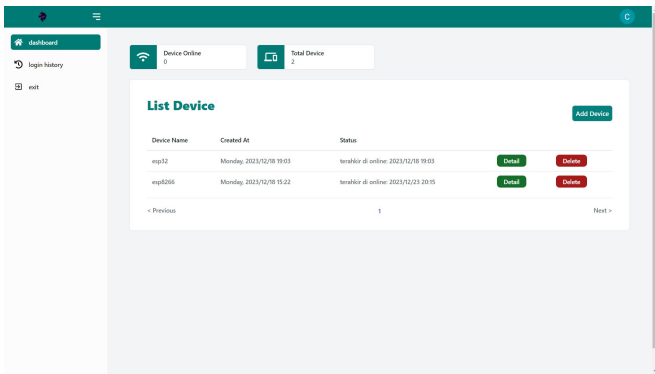 C
dashboard
login history
exit
Device Online
0
Total Device
2
List Device
Add Device
Device Name Created At Status
esp32 Monday, 2023/12/18 19:03 terahkir di online: 2023/12/18 19:03 Detail Delete
esp8266 Monday, 2023/12/18 15:22 terahkir di online: 2023/12/23 20:15 Detail Delete
< Previous 1 Next >